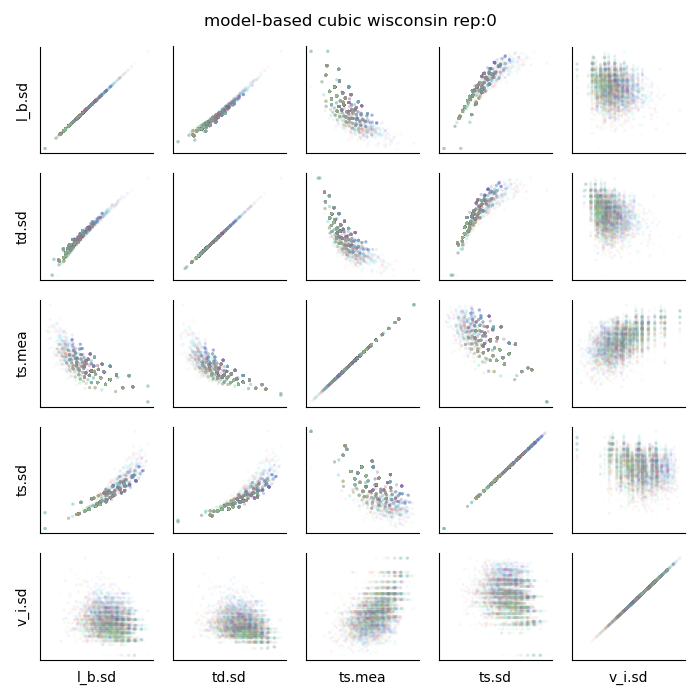 model-based cubic wisconsin rep:0
l_b.sd
td.sd
ts.mea
ts.sd
v_i.sd
l_b.sd td.sd ts.mea ts.sd v_i.sd